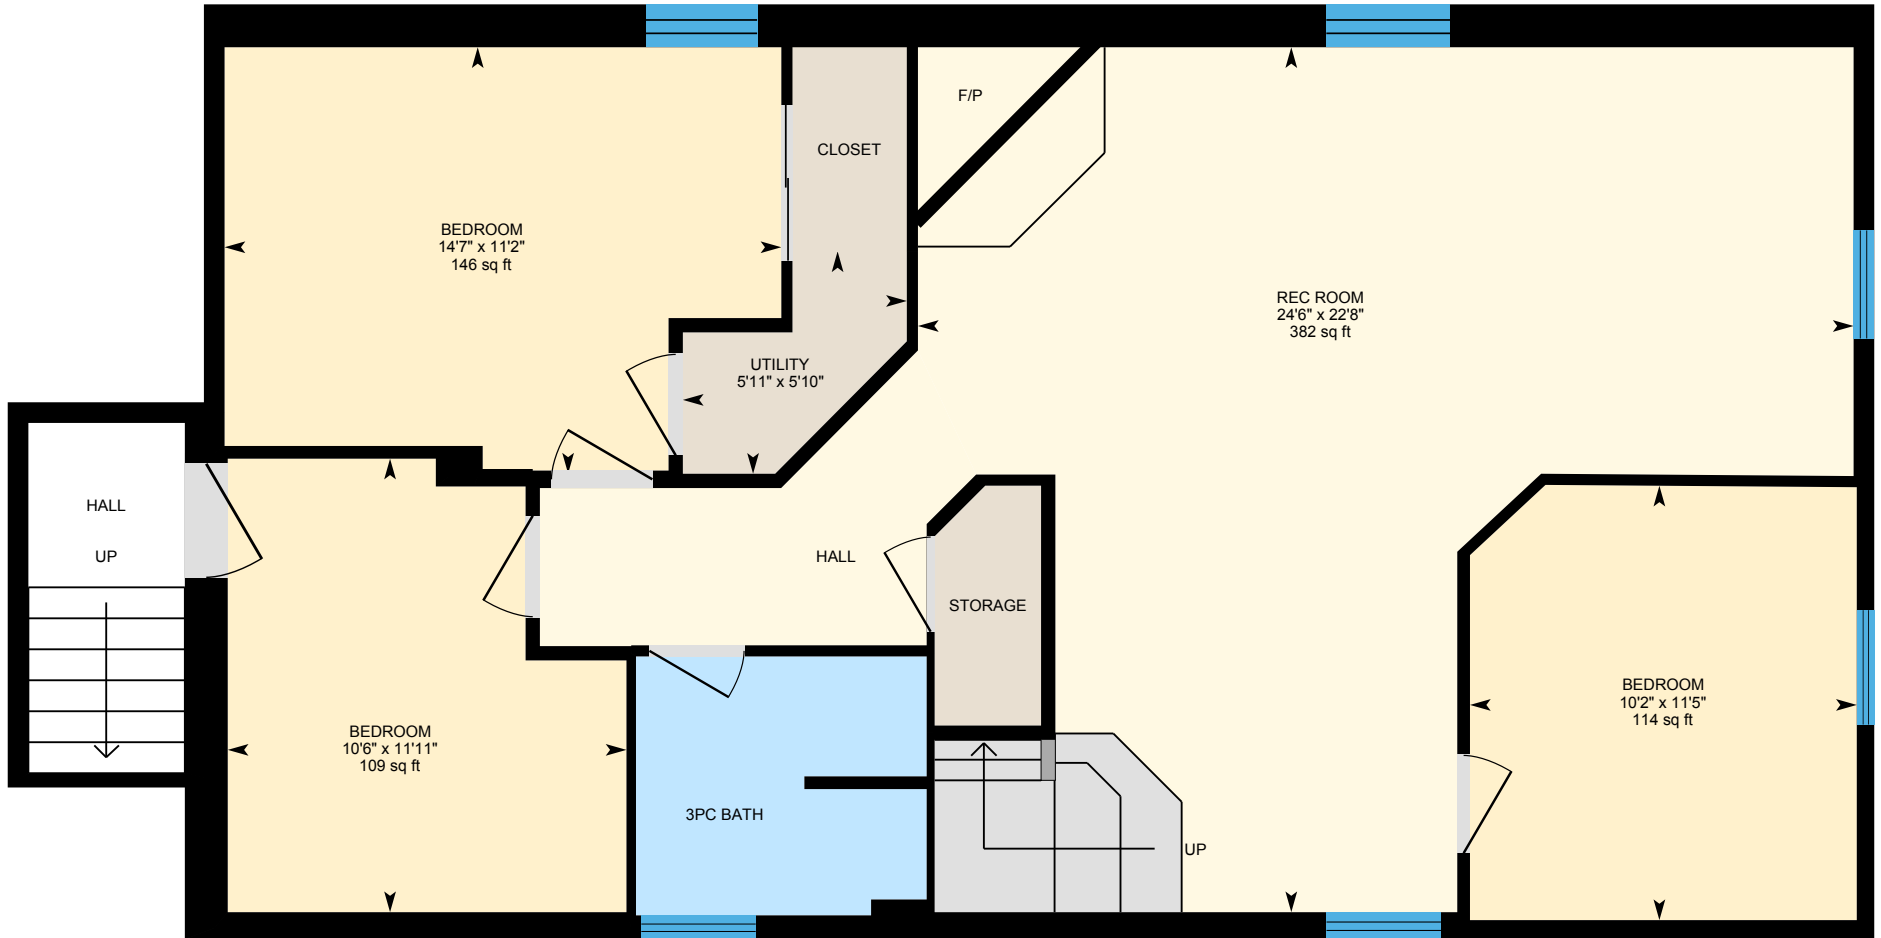 F/P
CLOSET
BEDROOM
14'7" x 11'2"
146 sq ft
REC ROOM
24'6" x 22'8"
382 sq ft
UTILITY
5'11" x 5'10"
HALL
UP
HALL
STORAGE
BEDROOM
10'2" x 11'5"
114 sq ft
BEDROOM
10'6" x 11'11"
109 sq ft
3PC BATH
UP